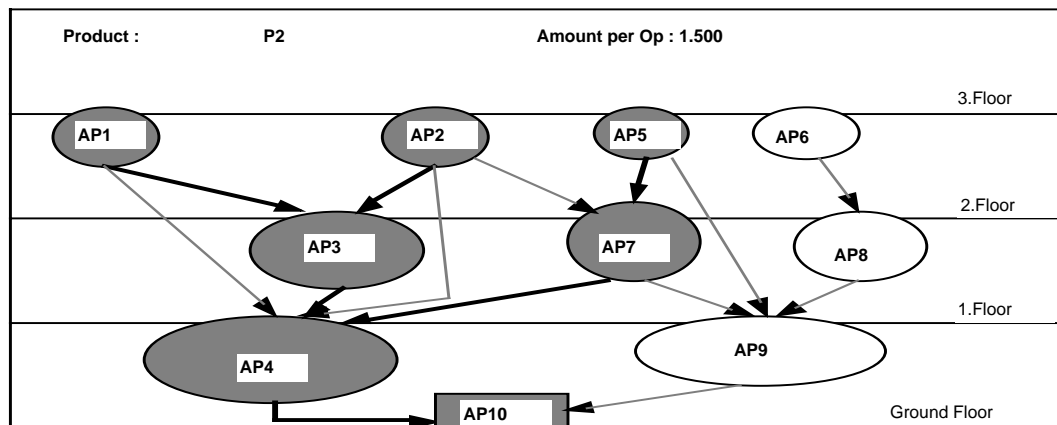 Product : P2 Amount per Op : 1.500
3.Floor
AP1 AP2 AP5 AP6
2.Floor
AP3 AP7 AP8
1.Floor
AP4 AP9
AP10 Ground Floor